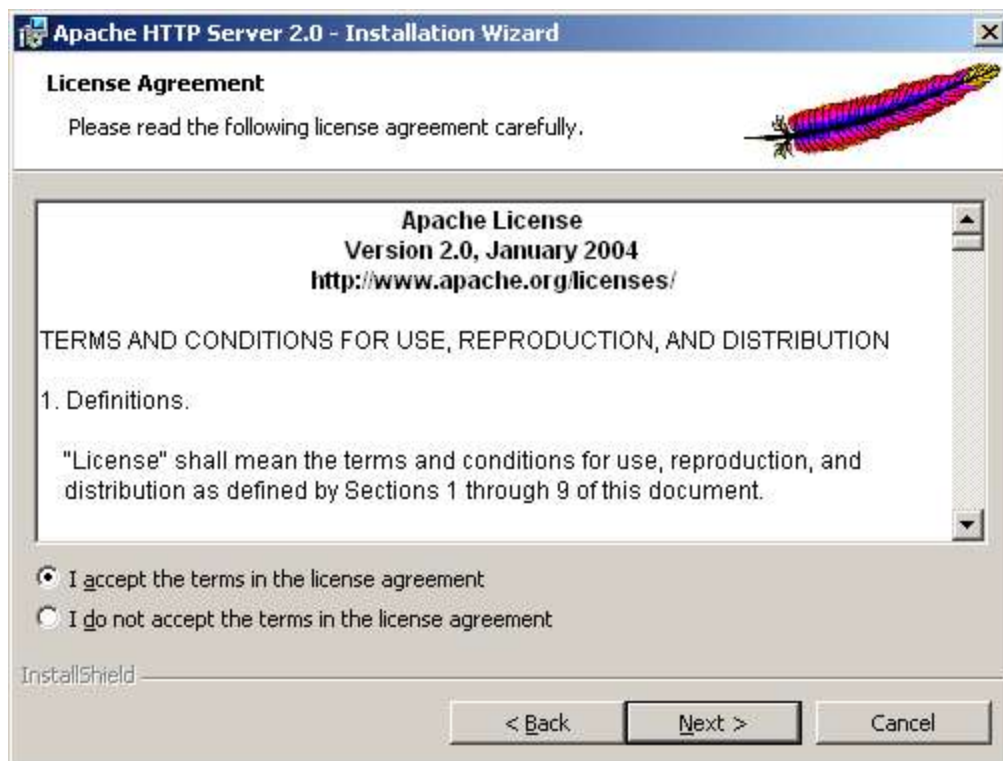 Apache HTTP Server 2.0 - Installation Wizard
License Agreement
Please read the following license agreement carefully.
Apache License
Version 2.0, January 2004
http://www.apache.org/licenses/
TERMS AND CONDITIONS FOR USE, REPRODUCTION, AND DISTRIBUTION
1. Definitions.
"License" shall mean the terms and conditions for use, reproduction, and
distribution as defined by Sections 1 through 9 of this document.
I accept the terms in the license agreement
I do not accept the terms in the license agreement
InstallShield
< Back
Next >
Cancel